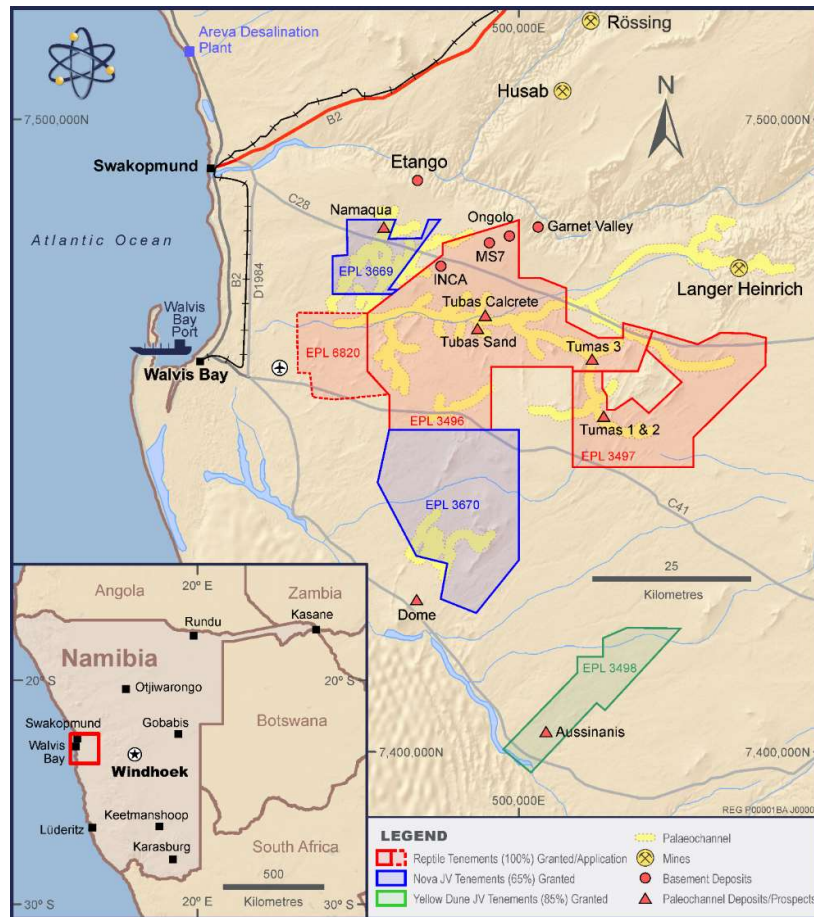 Areva Desalination
Plant
500,000E
Rössing
Husab
N
7,500,000N
7,500,000N
B2
Swakopmund
Etango
C28
Namaqua
Ongolo
Garnet Valley
MS7
Atlantic Ocean
B2
D1984
EPL 3669
INCA
Langer Heinrich
Tubas Calcrete
Walvis
Bay
Port
Tubas Sand
EPL 6820
Tumas 3
Walvis Bay
EPL 3496
Tumas 1 & 2
EPL 3497
EPL 3670
C41
25
Kilometres
Dome
EPL 3498
Aussinanis
7,400,000N
7,400,000N
500,000E
REG P00001BA J0000
20° E
Angola
Zambia
Rundu
Kasane
Namibia
20° S
20° S
Otjiwarongo
Swakopmund
Gobabis
Botswana
Walvis
Bay
Windhoek
Keetmanshoop
Lüderitz
Karasburg
South Africa
500
Kilometres
30° S
20° E
30° S
LEGEND
Reptile Tenements (100%) Granted/Application
Nova JV Tenements (65%) Granted
Yellow Dune JV Tenements (85%) Granted
Palaeochannel
Mines
Basement Deposits
Paleochannel Deposits/Prospects